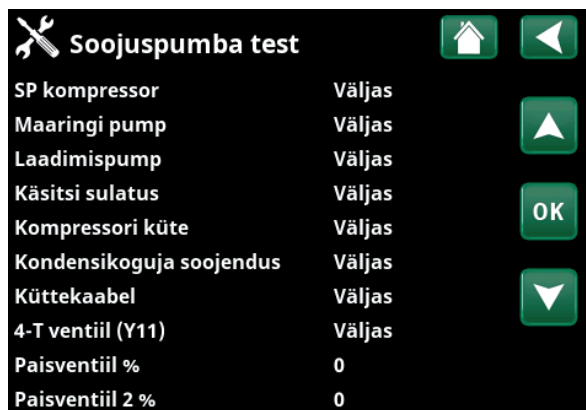 Soojuspumba test
SP kompressor Väljas
Maaringi pump Väljas
Laadimispump Väljas
Käsitsi sulatus Väljas
Kompressori küte Väljas
Kondensikoguja soojendus Väljas
Küttekaabel Väljas
4-T ventiil (Y11) Väljas
Paisventiil % 0
Paisventiil 2 % 0
OK